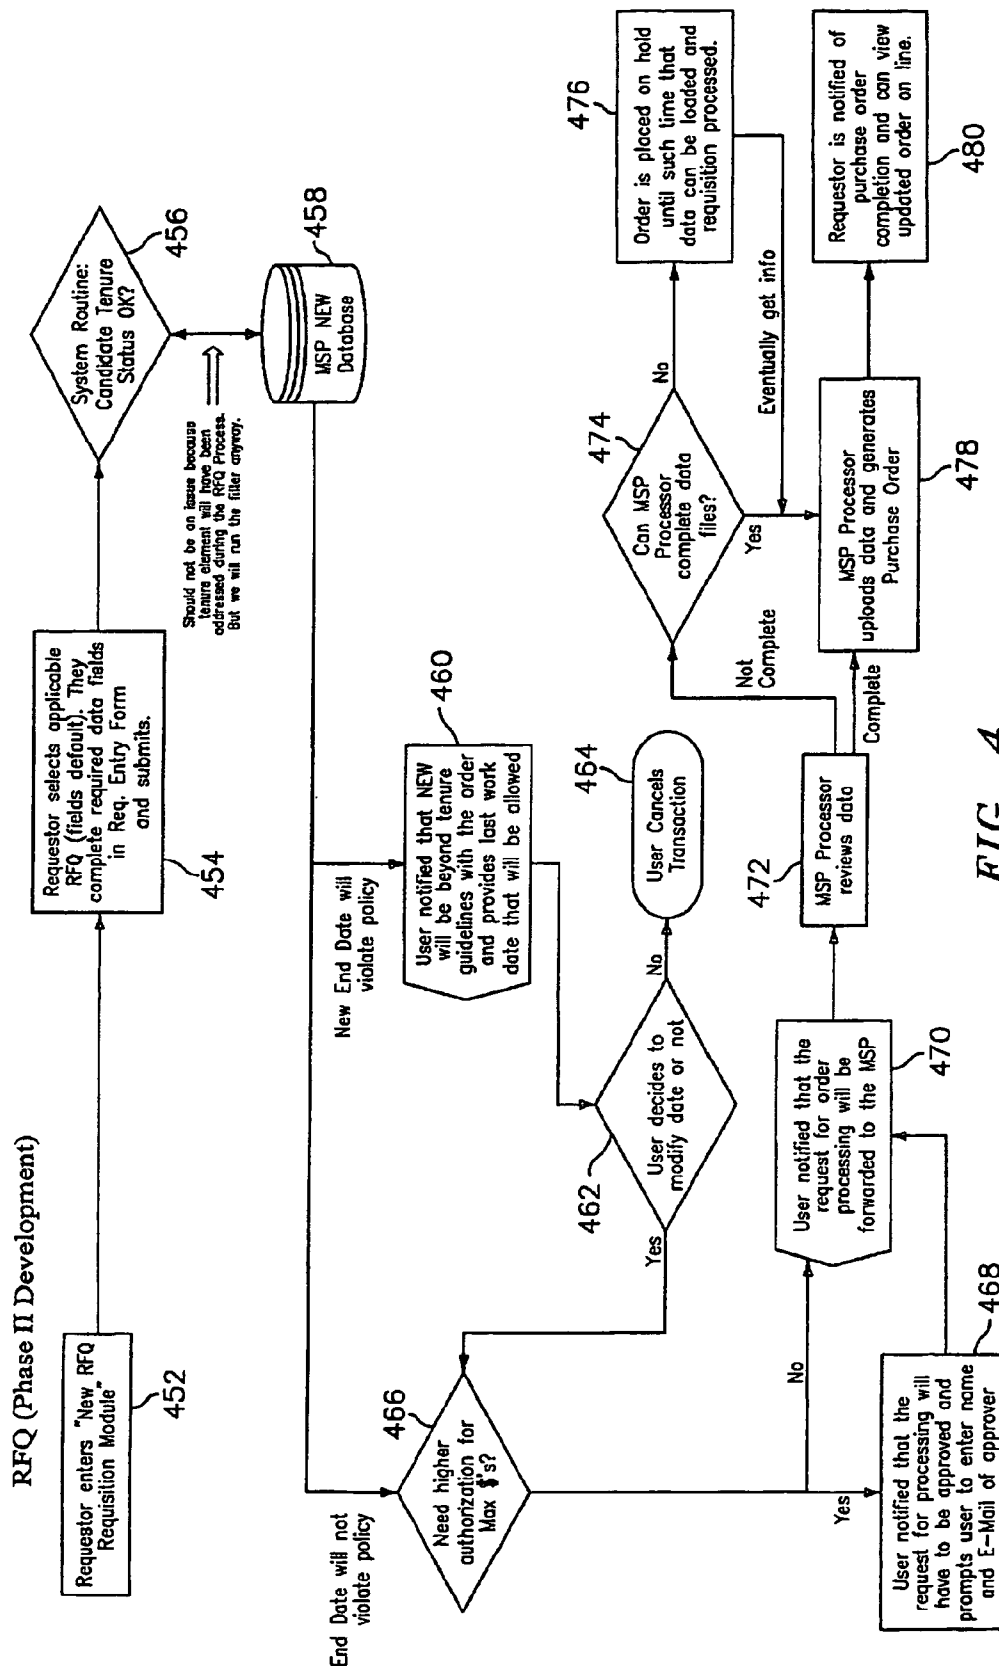 RFQ (Phase II Development)
Requestor enters "New" RFQ
Requisition Module"
452
Requestor selects applicable
RFQ (fields default). They
complete required data fields
in Req. Entry Form
and submits.
454
System Routine:
Candidate Tenure
Status OK?
456
Should not be an issue because
tenure element will have been
addressed during the RFQ Process.
But we will run the filler anyway.
MSP NEW
Database
458
New End Date will
violate policy
User notified that NEW
will be beyond tenure
guidelines with the order
and provides last work
date that will be allowed
460
User decides to
modify date or not
462
No
User Cancels
Transaction
464
Yes
End Date will not
violate policy
Need higher
authorization for
Max $'s?
466
No
Yes
User notified that the
request for processing will
have to be approved and
prompts user to enter name
and E-Mail of approver
468
User notified that the
request for order
processing will be
forwarded to the MSP
470
MSP Processor
reviews data
472
Not
Complete
Complete
Can MSP
Processor
complete data
files?
474
No
Yes
Order is placed on hold
until such time that
data can be loaded and
requisition processed.
476
Eventually get info
MSP Processor
uploads data and generates
Purchase Order
478
Requestor is notified of
purchase order
completion and can view
updated order on line.
480
FIG. 4